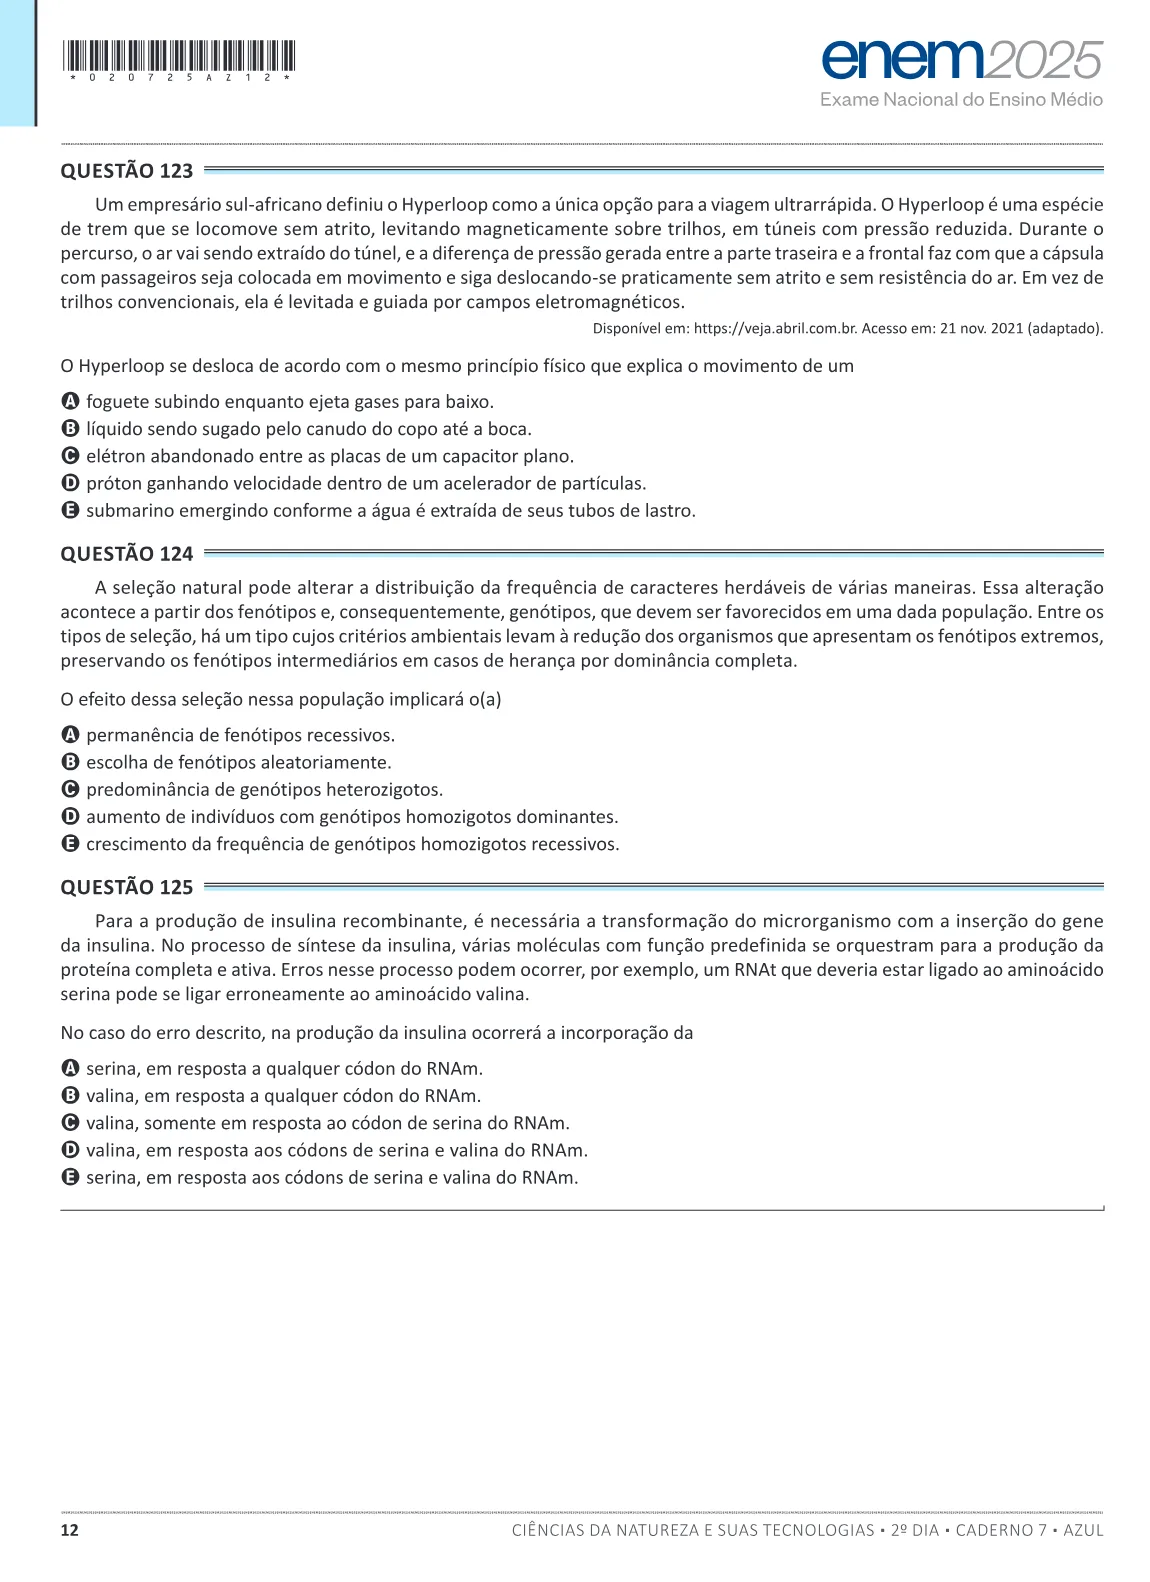 *020725AZ12*
enem2025
Exame Nacional do Ensino Médio
QUESTÃO 123
Um empresário sul-africano definiu o Hyperloop como a única opção para a viagem ultrarrápida. O Hyperloop é uma espécie
de trem que se locomove sem atrito, levitando magneticamente sobre trilhos, em túneis com pressão reduzida. Durante o
percurso, o ar vai sendo extraído do túnel, e a diferença de pressão gerada entre a parte traseira e a frontal faz com que a cápsula
com passageiros seja colocada em movimento e siga deslocando-se praticamente sem atrito e sem resistência do ar. Em vez de
trilhos convencionais, ela é levitada e guiada por campos eletromagnéticos.
Disponível em: https://veja.abril.com.br. Acesso em: 21 nov. 2021 (adaptado).
O Hyperloop se desloca de acordo com o mesmo princípio físico que explica o movimento de um
A foguete subindo enquanto ejeta gases para baixo.
B líquido sendo sugado pelo canudo do copo até a boca.
C elétron abandonado entre as placas de um capacitor plano.
D próton ganhando velocidade dentro de um acelerador de partículas.
E submarino emergindo conforme a água é extraída de seus tubos de lastro.
QUESTÃO 124
A seleção natural pode alterar a distribuição da frequência de caracteres herdáveis de várias maneiras. Essa alteração
acontece a partir dos fenótipos e, consequentemente, genótipos, que devem ser favorecidos em uma dada população. Entre os
tipos de seleção, há um tipo cujos critérios ambientais levam à redução dos organismos que apresentam os fenótipos extremos,
preservando os fenótipos intermediários em casos de herança por dominância completa.
O efeito dessa seleção nessa população implicará o(a)
A permanência de fenótipos recessivos.
B escolha de fenótipos aleatoriamente.
C predominância de genótipos heterozigotos.
D aumento de indivíduos com genótipos homozigotos dominantes.
E crescimento da frequência de genótipos homozigotos recessivos.
QUESTÃO 125
Para a produção de insulina recombinante, é necessária a transformação do microrganismo com a inserção do gene
da insulina. No processo de síntese da insulina, várias moléculas com função predefinida se orquestram para a produção da
proteína completa e ativa. Erros nesse processo podem ocorrer, por exemplo, um RNAt que deveria estar ligado ao aminoácido
serina pode se ligar erroneamente ao aminoácido valina.
No caso do erro descrito, na produção da insulina ocorrerá a incorporação da
A serina, em resposta a qualquer códon do RNAm.
B valina, em resposta a qualquer códon do RNAm.
C valina, somente em resposta ao códon de serina do RNAm.
D valina, em resposta aos códons de serina e valina do RNAm.
E serina, em resposta aos códons de serina e valina do RNAm.
12
CIÊNCIAS DA NATUREZA E SUAS TECNOLOGIAS • 2º DIA • CADERNO 7 • AZUL